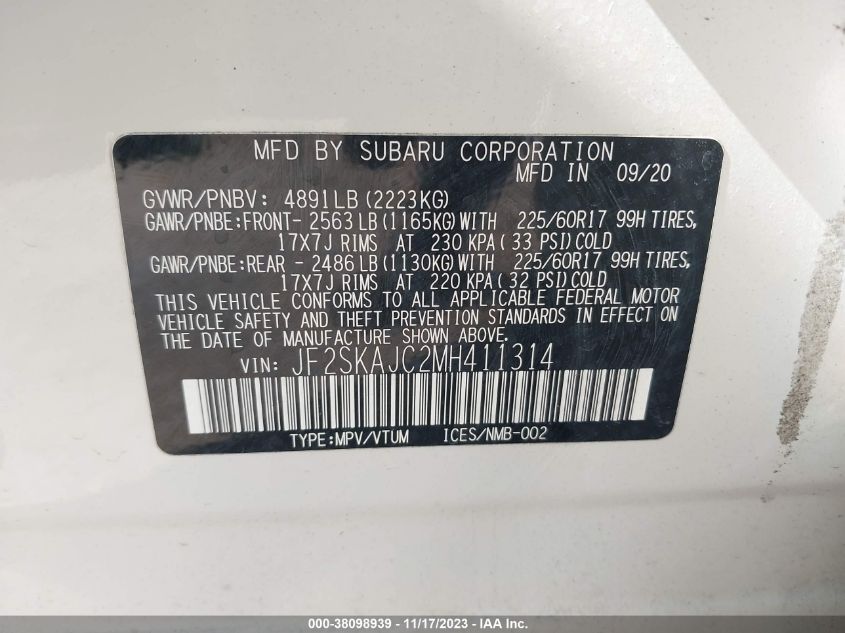 MFD BY SUBARU CORPORATION
MFD IN 09/20
GVWR/PNBV: 4891LB (2223KG)
GAWR/PNBE:FRONT- 2563 LB (1165KG) WITH 225/60R17 99H TIRES,
17X7J RIMS AT 230 KPA ( 33 PSI) COLD
GAWR/PNBE:REAR - 2486 LB (1130KG) WITH 225/60R17 99H TIRES,
17X7J RIMS AT 220 KPA ( 32 PSI) COLD
THIS VEHICLE CONFORMS TO ALL APPLICABLE FEDERAL MOTOR
VEHICLE SAFETY AND THEFT PREVENTION STANDARDS IN EFFECT ON
THE DATE OF MANUFACTURE SHOWN ABOVE.
VIN: JF2SKAJC2MH411314
TYPE:MPV/VTUM ICES/NMB-002
000-38098939 - 11/17/2023 - IAA Inc.